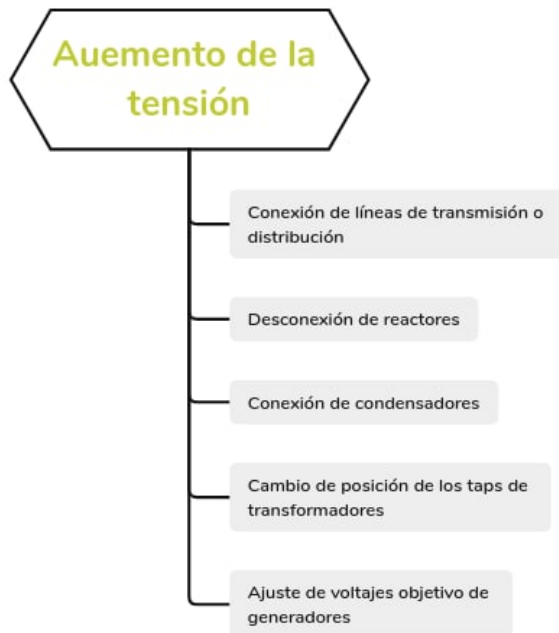 Auemento de la
tensión
Conexión de líneas de transmisión o
distribución
Desconexión de reactores
Conexión de condensadores
Cambio de posición de los taps de
transformadores
Ajuste de voltajes objetivo de
generadores